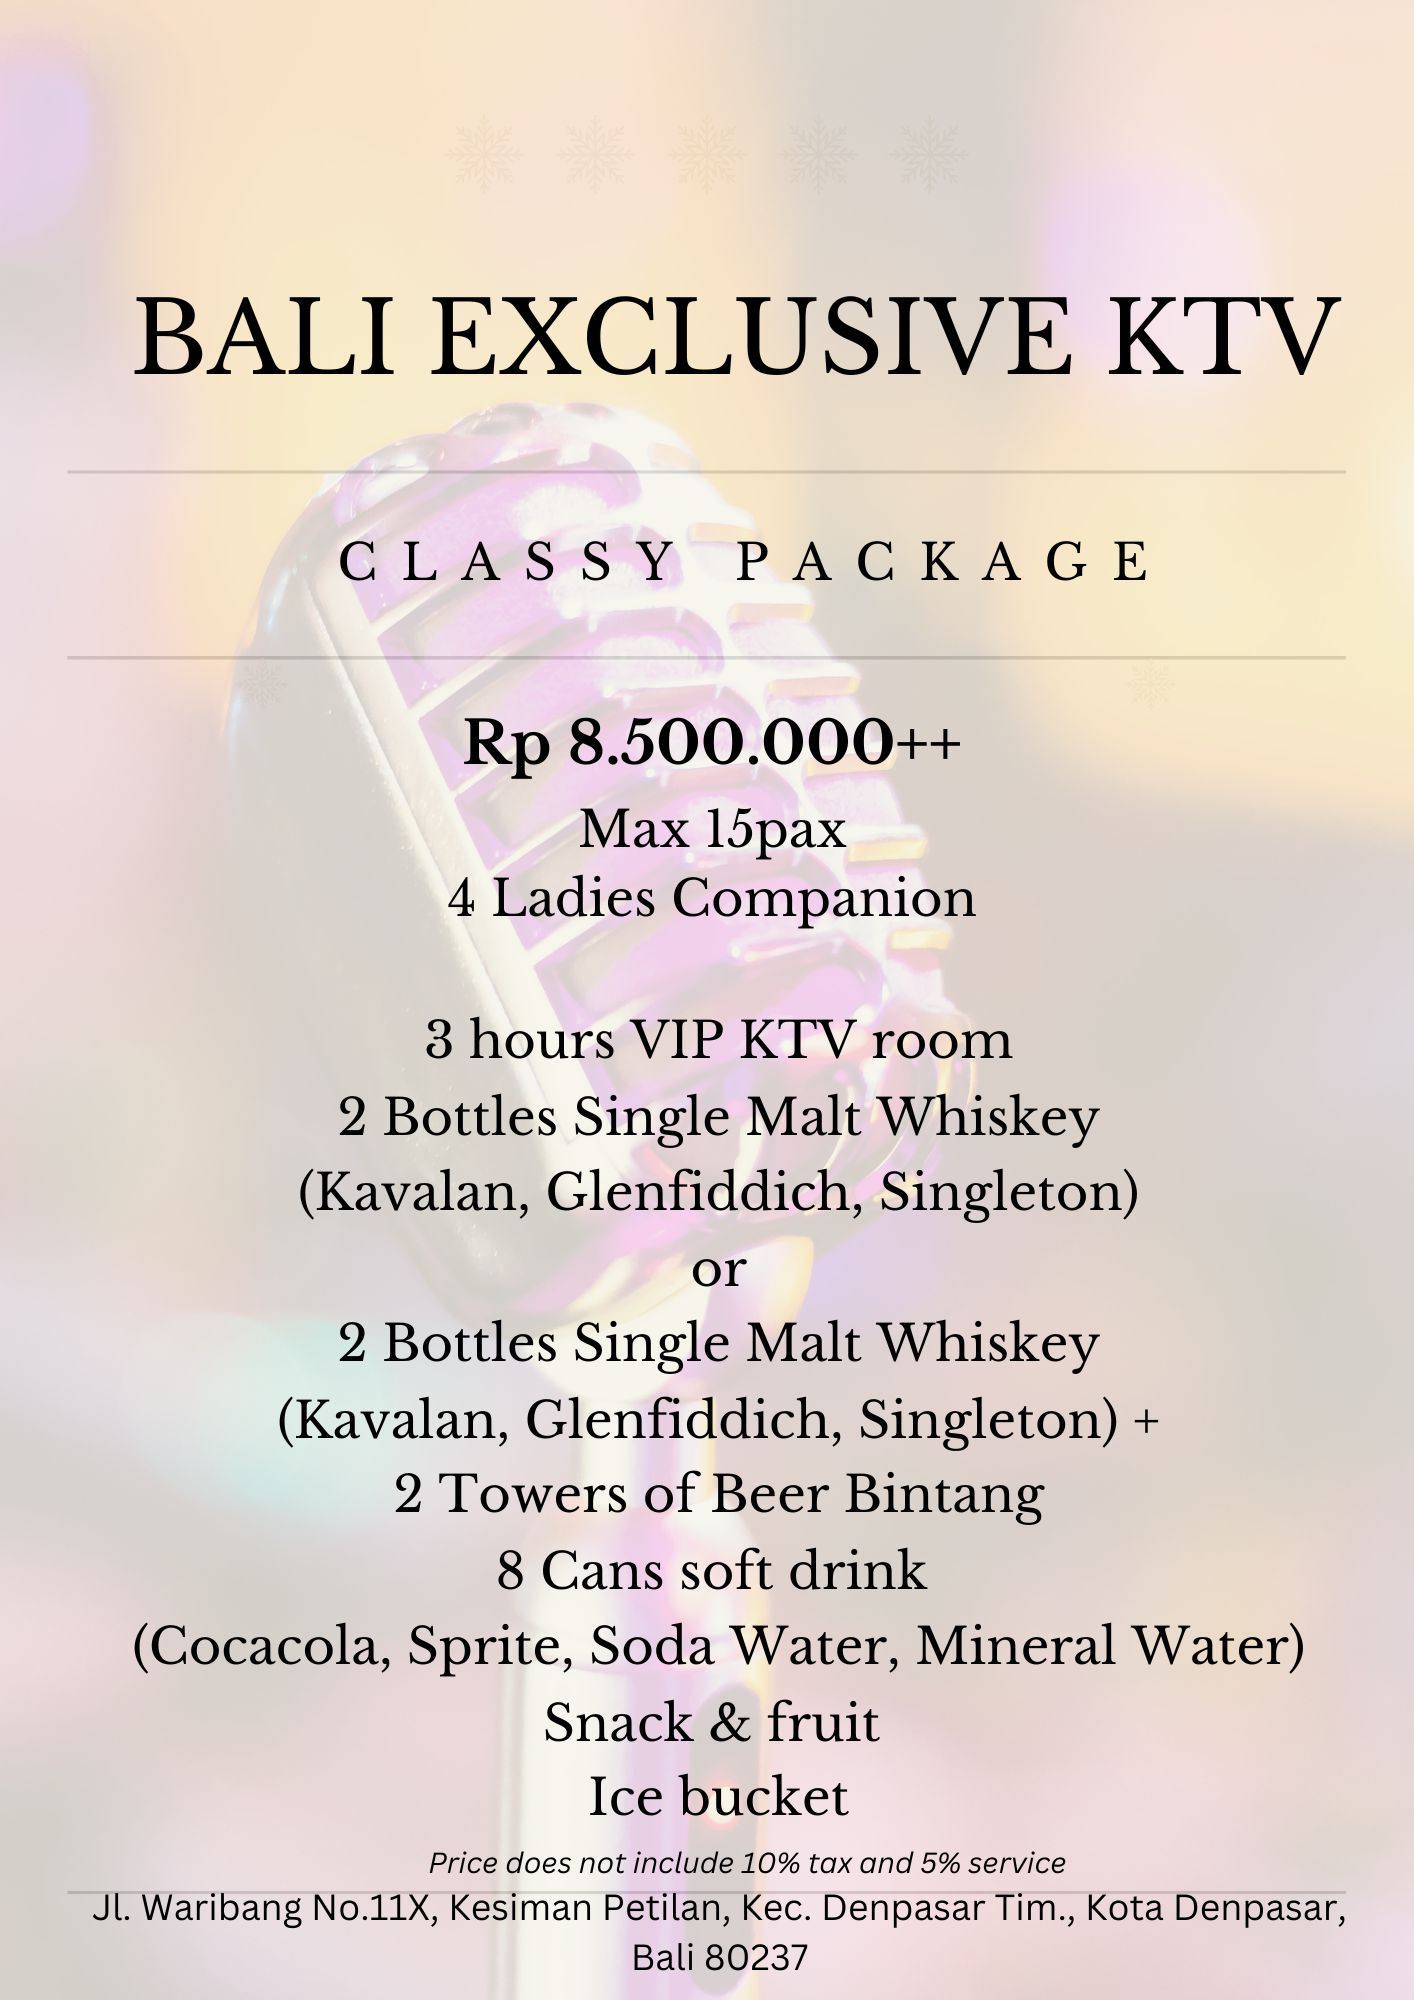 BALI EXCLUSIVE KTV
CLASSY PACKAGE
Rp 8.500.000++
Max 15pax
4 Ladies Companion
3 hours VIP KTV room
2 Bottles Single Malt Whiskey
(Kavalan, Glenfiddich, Singleton)
or
2 Bottles Single Malt Whiskey
(Kavalan, Glenfiddich, Singleton) +
2 Towers of Beer Bintang
8 Cans soft drink
(Cocacola, Sprite, Soda Water, Mineral Water)
Snack & fruit
Ice bucket
Price does not include 10% tax and 5% service
Jl. Waribang No.11X, Kesiman Petilan, Kec. Denpasar Tim., Kota Denpasar,
Bali 80237